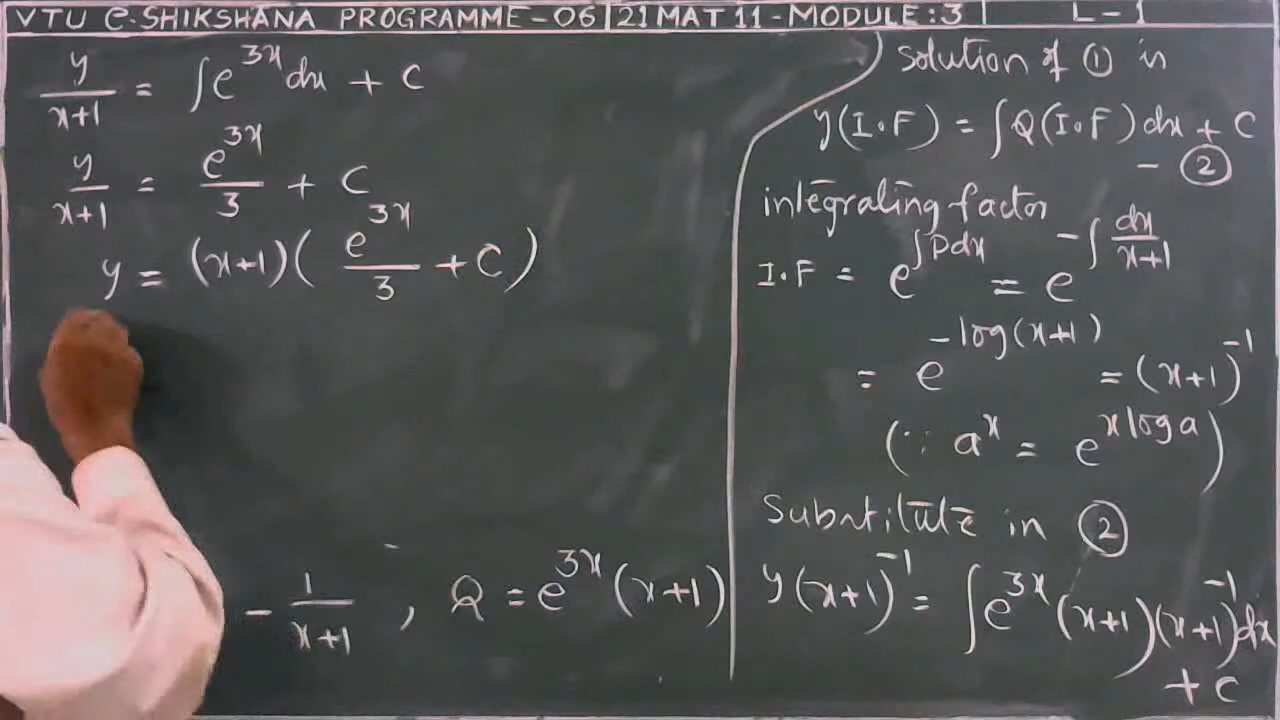 VTU e-SHIKSHANA PROGRAMME-06 | 21MAT11-MODULE:3 | L-1
y/(x+1) = ∫e^{3x} dx + C
y/(x+1) = e^{3x}/3 + C
y = (x+1)( e^{3x}/3 + C )
- 1/(x+1) , Q = e^{3x} (x+1)
solution of ① is
y(I.F) = ∫Q(I.F)dx + C
- ②
integrating factor
I.F = e^{∫Pdx} = e^{-∫dx/(x+1)}
= e^{-log(x+1)} = (x+1)^{-1}
(∵ a^x = e^{x log a})
Substitute in ②
y(x+1)^{-1} = ∫e^{3x} (x+1)(x+1)^{-1} dx
+ C